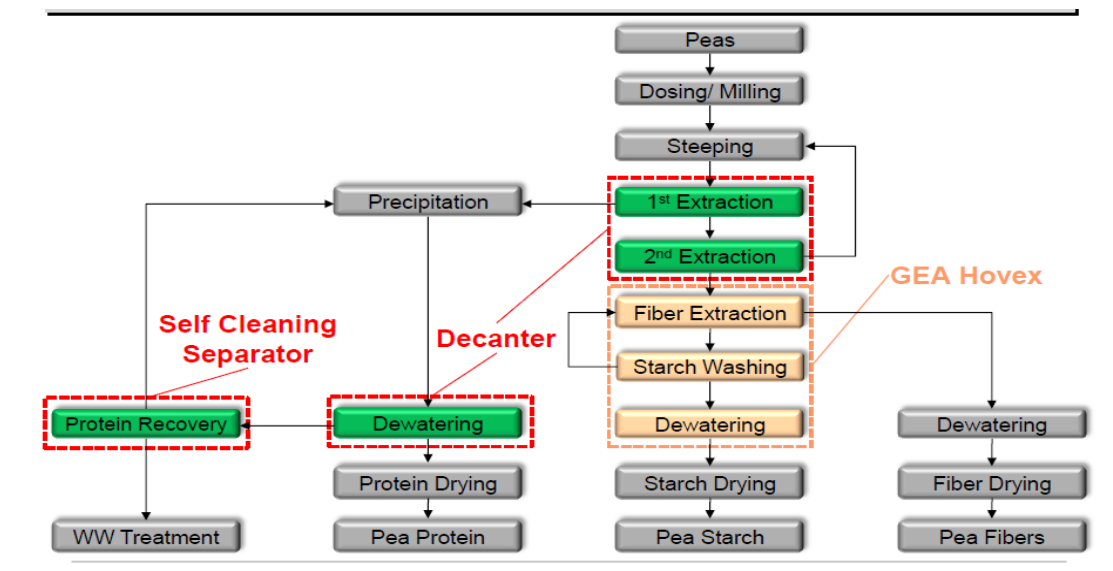 Peas
Dosing/ Milling
Steeping
Precipitation
1st Extraction
2nd Extraction
GEA Hovex
Fiber Extraction
Self Cleaning
Separator
Decanter
Starch Washing
Protein Recovery
Dewatering
Dewatering
Dewatering
Protein Drying
Starch Drying
Fiber Drying
WW Treatment
Pea Protein
Pea Starch
Pea Fibers